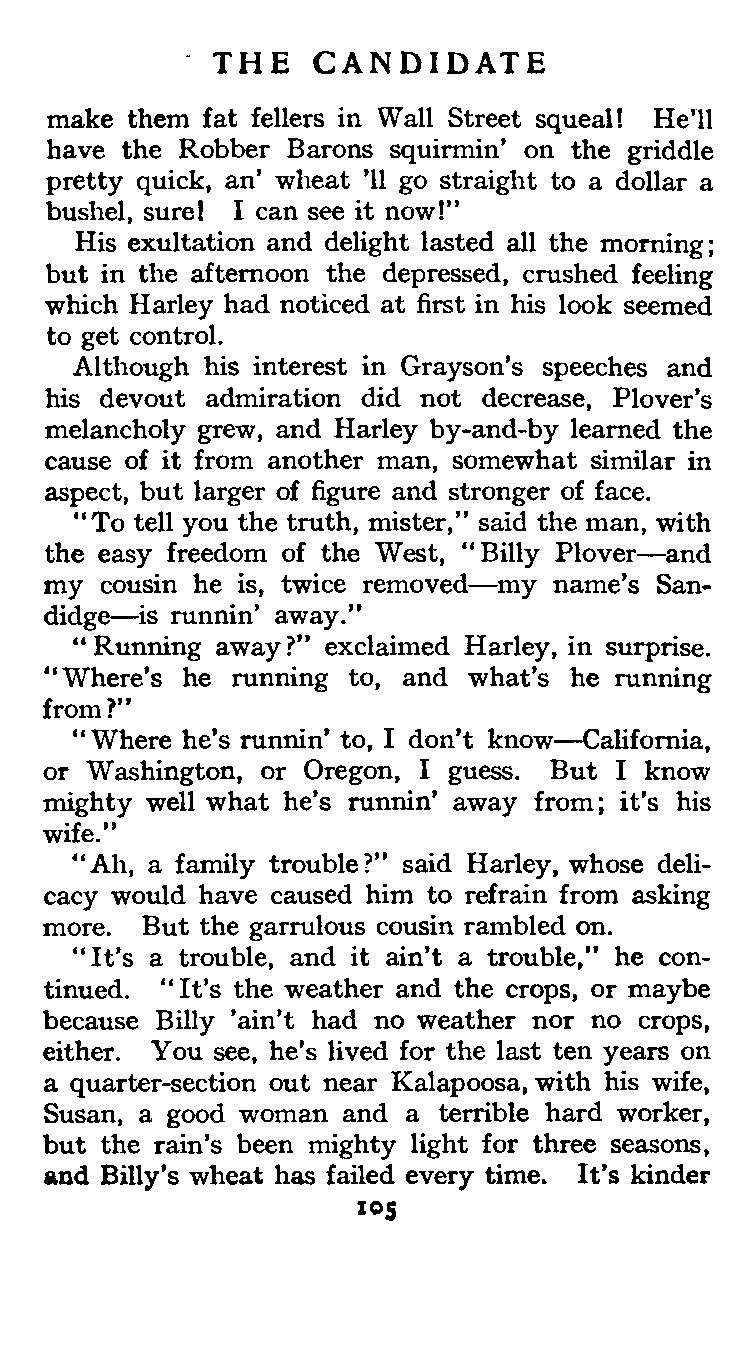 THE CANDIDATE
make them fat fellers in Wall Street squeal! He'll
have the Robber Barons squirmin' on the griddle
pretty quick, an' wheat 'll go straight to a dollar a
bushel, sure! I can see it now!"
His exultation and delight lasted all the morning;
but in the afternoon the depressed, crushed feeling
which Harley had noticed at first in his look seemed
to get control.
Although his interest in Grayson's speeches and
his devout admiration did not decrease, Plover's
melancholy grew, and Harley by-and-by learned the
cause of it from another man, somewhat similar in
aspect, but larger of figure and stronger of face.
"To tell you the truth, mister," said the man, with
the easy freedom of the West, "Billy Plover—and
my cousin he is, twice removed—my name's San-
didge—is runnin' away."
"Running away?" exclaimed Harley, in surprise.
"Where's he running to, and what's he running
from?"
"Where he's runnin' to, I don't know—California,
or Washington, or Oregon, I guess. But I know
mighty well what he's runnin' away from; it's his
wife."
"Ah, a family trouble?" said Harley, whose deli-
cacy would have caused him to refrain from asking
more. But the garrulous cousin rambled on.
"It's a trouble, and it ain't a trouble," he con-
tinued. "It's the weather and the crops, or maybe
because Billy 'ain't had no weather nor no crops,
either. You see, he's lived for the last ten years on
a quarter-section out near Kalapoosa, with his wife,
Susan, a good woman and a terrible hard worker,
but the rain's been mighty light for three seasons,
and Billy's wheat has failed every time. It's kinder
105